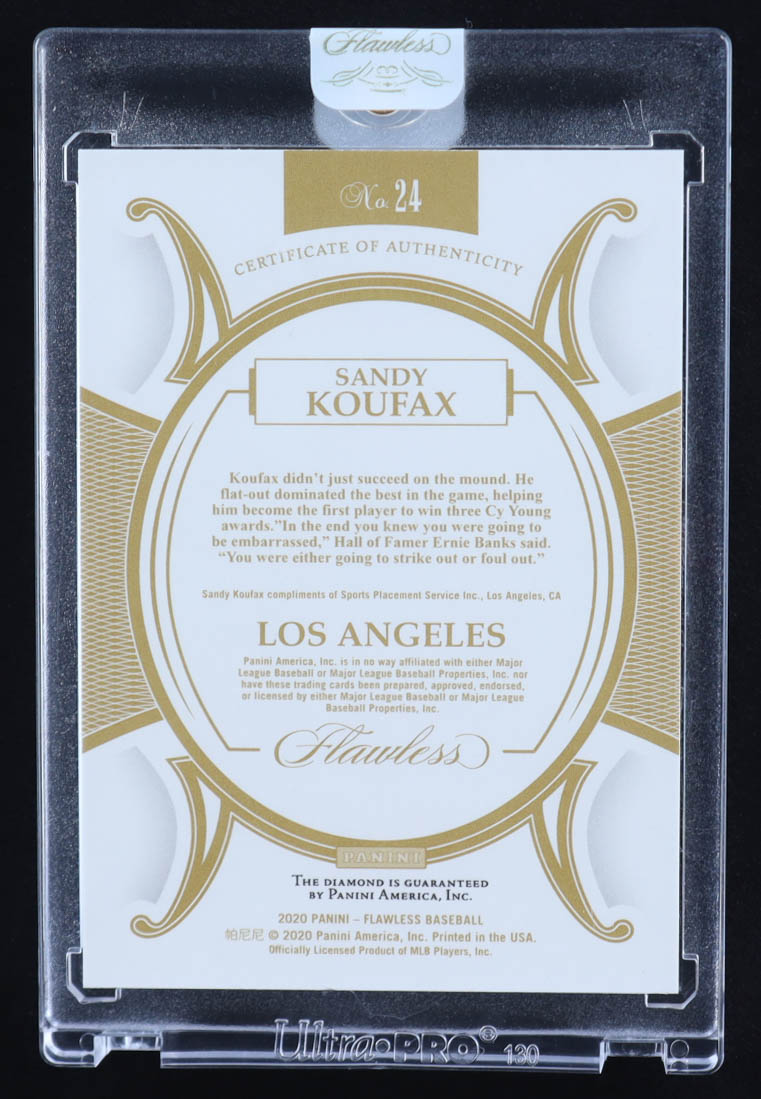 Flawless
No. 24
CERTIFICATE OF AUTHENTICITY
SANDY
KOUFAX
Koufax didn't just succeed on the mound. He
flat-out dominated the best in the game, helping
him become the first player to win three Cy Young
awards."In the end you knew you were going to
be embarrassed," Hall of Famer Ernie Banks said.
"You were either going to strike out or foul out."
Sandy Koufax compliments of Sports Placement Service Inc., Los Angeles, CA
LOS ANGELES
Panini America, Inc. is in no way affiliated with either Major
League Baseball or Major League Baseball Properties, Inc. nor
have these trading cards been prepared, approved, endorsed,
or licensed by either Major League Baseball or Major League
Baseball Properties, Inc.
Flawless
PANINI
THE DIAMOND IS GUARANTEED
BY PANINI AMERICA, INC.
2020 PANINI – FLAWLESS BASEBALL
帕尼尼 © 2020 Panini America, Inc. Printed in the USA.
Officially Licensed Product of MLB Players, Inc.
Ultra•PRO® 130